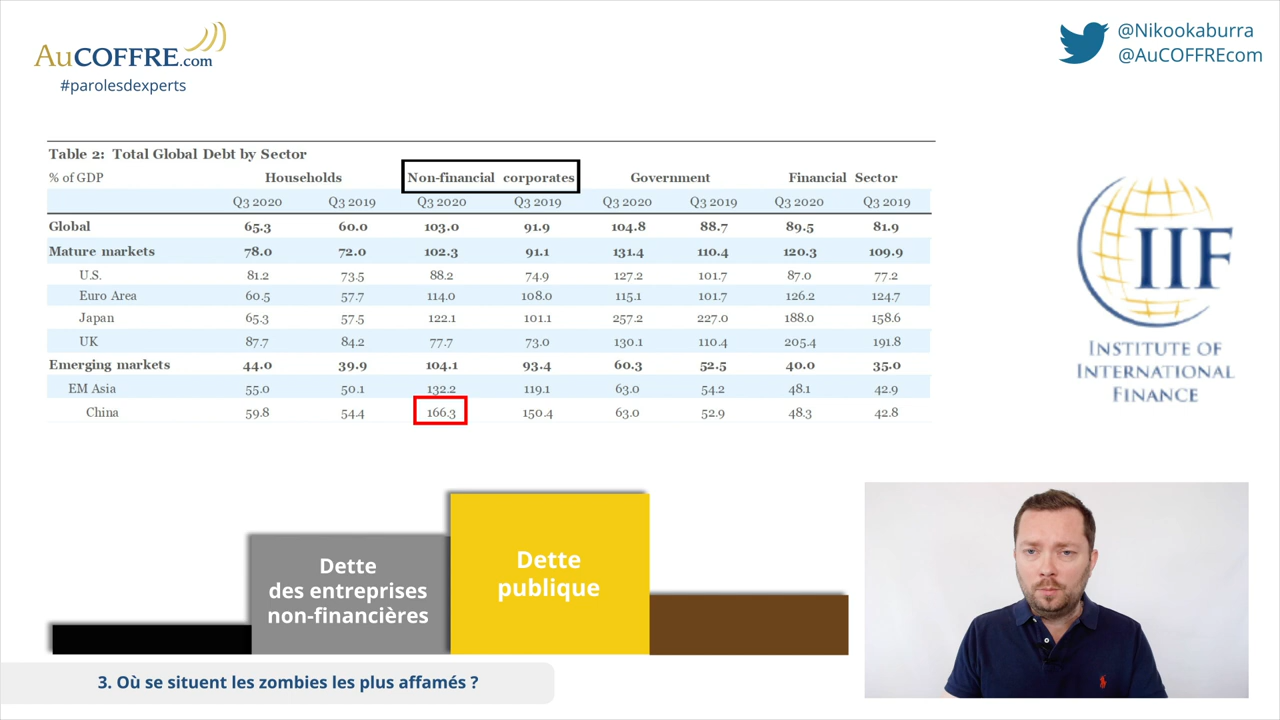 AuCOFFRE.com
#parolesdexperts
@Nikookaburra
@AuCOFFREcom
Table 2: Total Global Debt by Sector
% of GDP Households Non-financial corporates Government Financial Sector
Q3 2020 Q3 2019 Q3 2020 Q3 2019 Q3 2020 Q3 2019 Q3 2020 Q3 2019
Global 65.3 60.0 103.0 91.9 104.8 88.7 89.5 81.9
Mature markets 78.0 72.0 102.3 91.1 131.4 110.4 120.3 109.9
U.S. 81.2 73.5 88.2 74.9 127.2 101.7 87.0 77.2
Euro Area 60.5 57.7 114.0 108.0 115.1 101.7 126.2 124.7
Japan 65.3 57.5 122.1 101.1 257.2 227.0 188.0 158.6
UK 87.7 84.2 77.7 73.0 130.1 110.4 205.4 191.8
Emerging markets 44.0 39.9 104.1 93.4 60.3 52.5 40.0 35.0
EM Asia 55.0 50.1 132.2 119.1 63.0 54.2 48.1 42.9
China 59.8 54.4 166.3 150.4 63.0 52.9 48.3 42.8
IIF
INSTITUTE OF
INTERNATIONAL
FINANCE
Dette
des entreprises
non-financières
Dette
publique
3. Où se situent les zombies les plus affamés ?